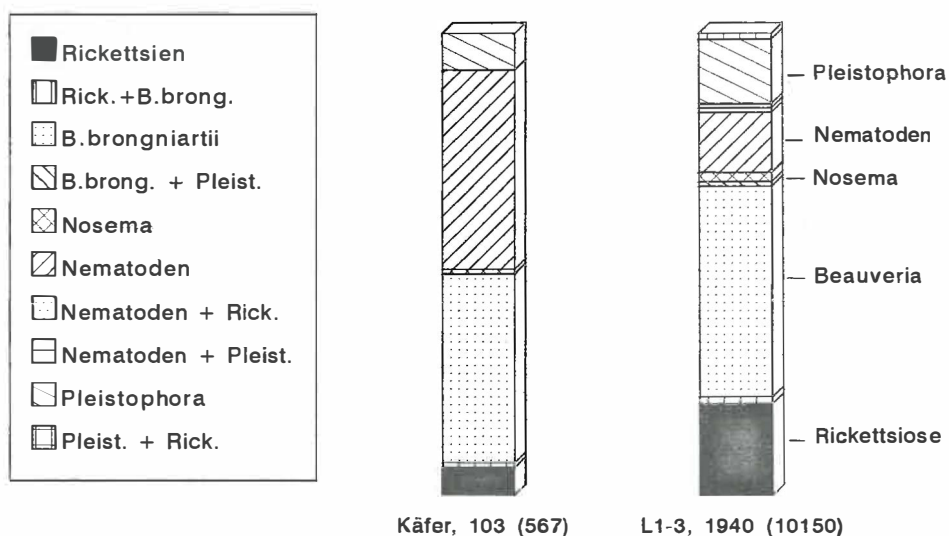 Rickettsien
Rick.+B.brong.
B.brongniartii
B.brong. + Pleist.
Nosema
Nematoden
Nematoden + Rick.
Nematoden + Pleist.
Pleistophora
Pleist. + Rick.
Pleistophora
Nematoden
Nosema
Beauveria
Rickettsiose
Käfer, 103 (567)
L1-3, 1940 (10150)